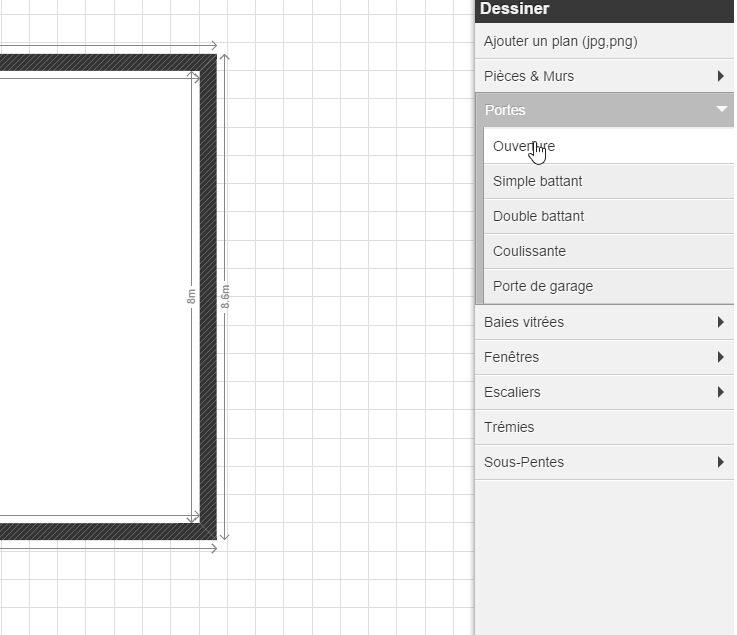 Dessiner
Ajouter un plan (jpg,png)
Pièces & Murs
Portes
Ouverture
Simple battant
Double battant
Coulissante
Porte de garage
Baies vitrées
Fenêtres
Escaliers
Trémies
Sous-Pentes
8m
8.6m